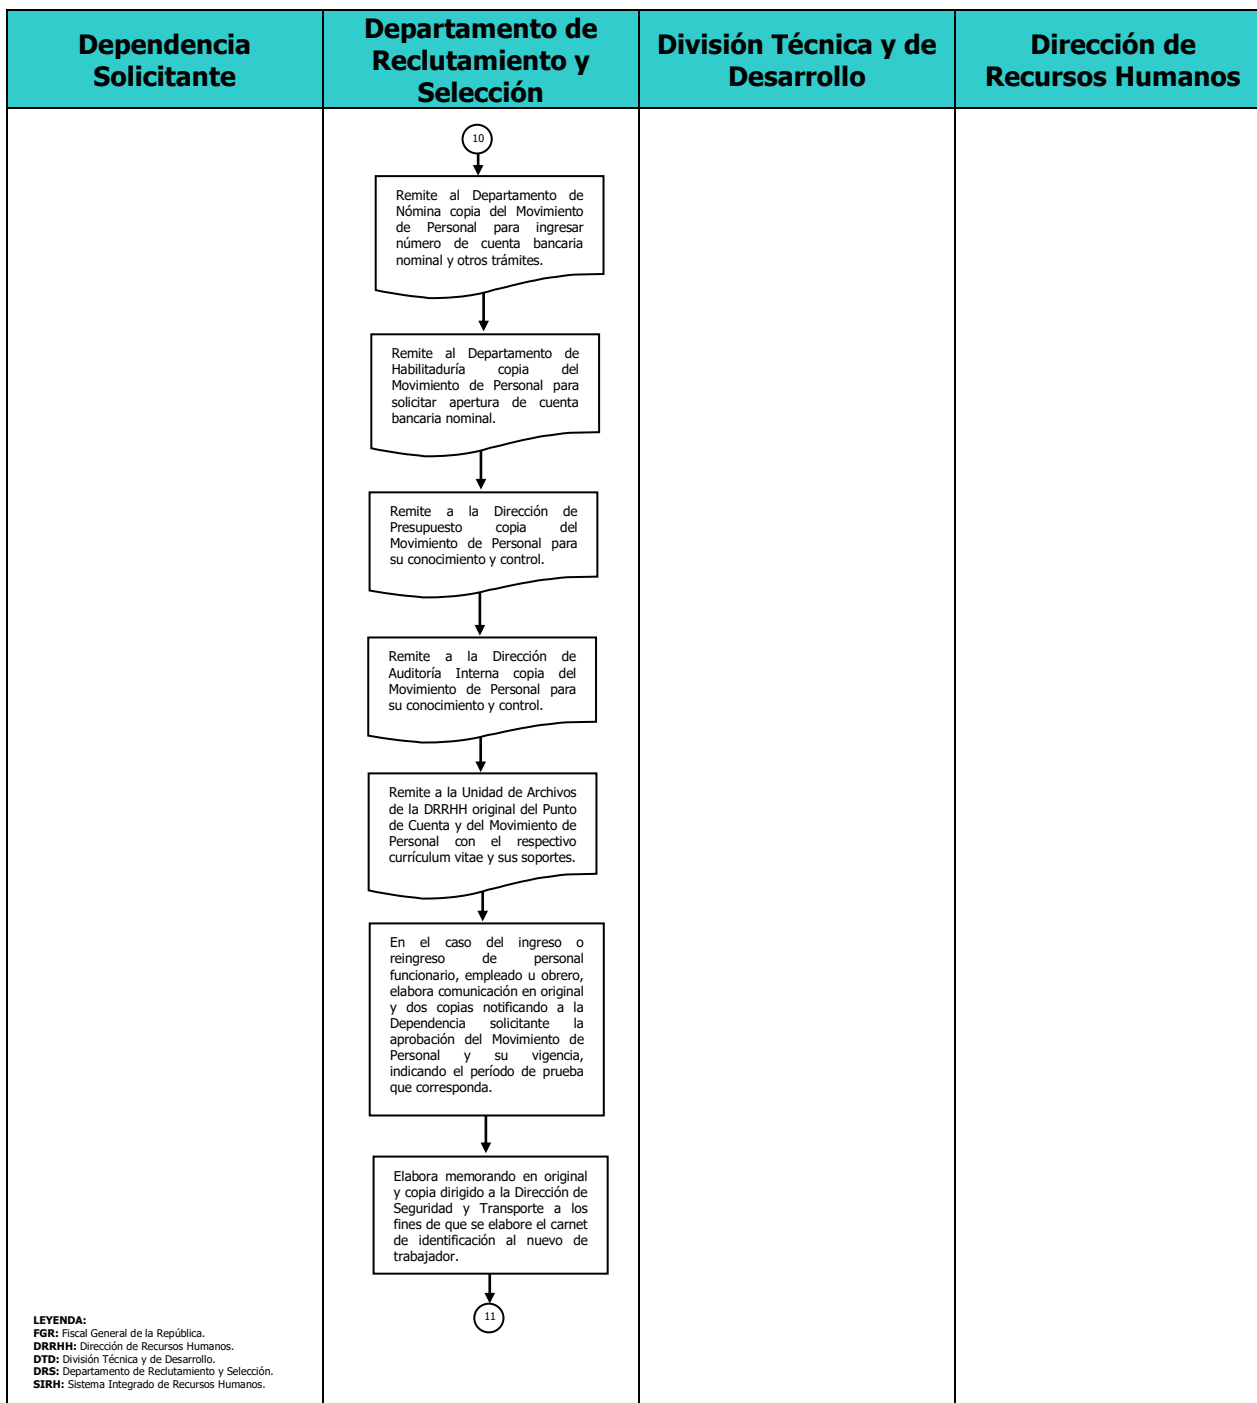 Dependencia
Solicitante
Departamento de
Reclutamiento y
Selección
División Técnica y de
Desarrollo
Dirección de
Recursos Humanos
10
Remite al Departamento de
Nómina copia del Movimiento
de Personal para ingresar
número de cuenta bancaria
nominal y otros trámites.
Remite al Departamento de
Habilitaduría copia del
Movimiento de Personal para
solicitar apertura de cuenta
bancaria nominal.
Remite a la Dirección de
Presupuesto copia del
Movimiento de Personal para
su conocimiento y control.
Remite a la Dirección de
Auditoría Interna copia del
Movimiento de Personal para
su conocimiento y control.
Remite a la Unidad de Archivos
de la DRRHH original del Punto
de Cuenta y del Movimiento de
Personal con el respectivo
currículum vitae y sus soportes.
En el caso del ingreso o
reingreso de personal
funcionario, empleado u obrero,
elabora comunicación en original
y dos copias notificando a la
Dependencia solicitante la
aprobación del Movimiento de
Personal y su vigencia,
indicando el período de prueba
que corresponda.
Elabora memorando en original
y copia dirigido a la Dirección de
Seguridad y Transporte a los
fines de que se elabore el carnet
de identificación al nuevo de
trabajador.
11
LEYENDA:
FGR: Fiscal General de la República.
DRRHH: Dirección de Recursos Humanos.
DTD: División Técnica y de Desarrollo.
DRS: Departamento de Reclutamiento y Selección.
SIRH: Sistema Integrado de Recursos Humanos.